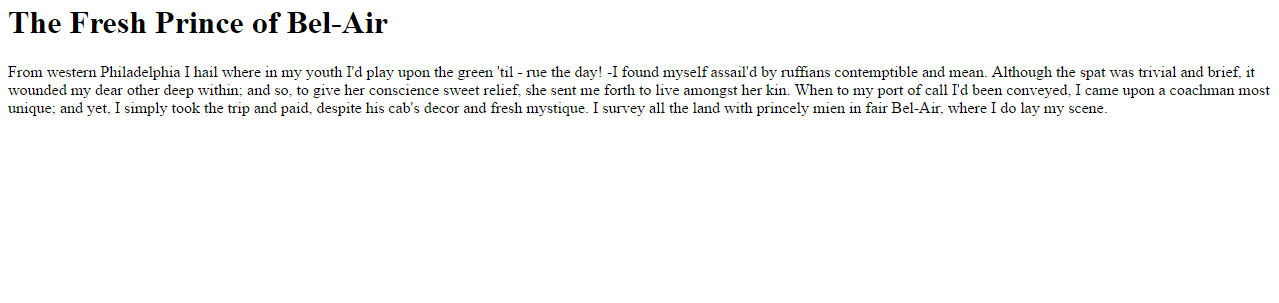 The Fresh Prince of Bel-Air
From western Philadelphia I hail where in my youth I'd play upon the green 'til - rue the day! -I found myself assail'd by ruffians contemptible and mean. Although the spat was trivial and brief, it
wounded my dear other deep within; and so, to give her conscience sweet relief, she sent me forth to live amongst her kin. When to my port of call I'd been conveyed, I came upon a coachman most
unique; and yet, I simply took the trip and paid, despite his cab's decor and fresh mystique. I survey all the land with princely mien in fair Bel-Air, where I do lay my scene.